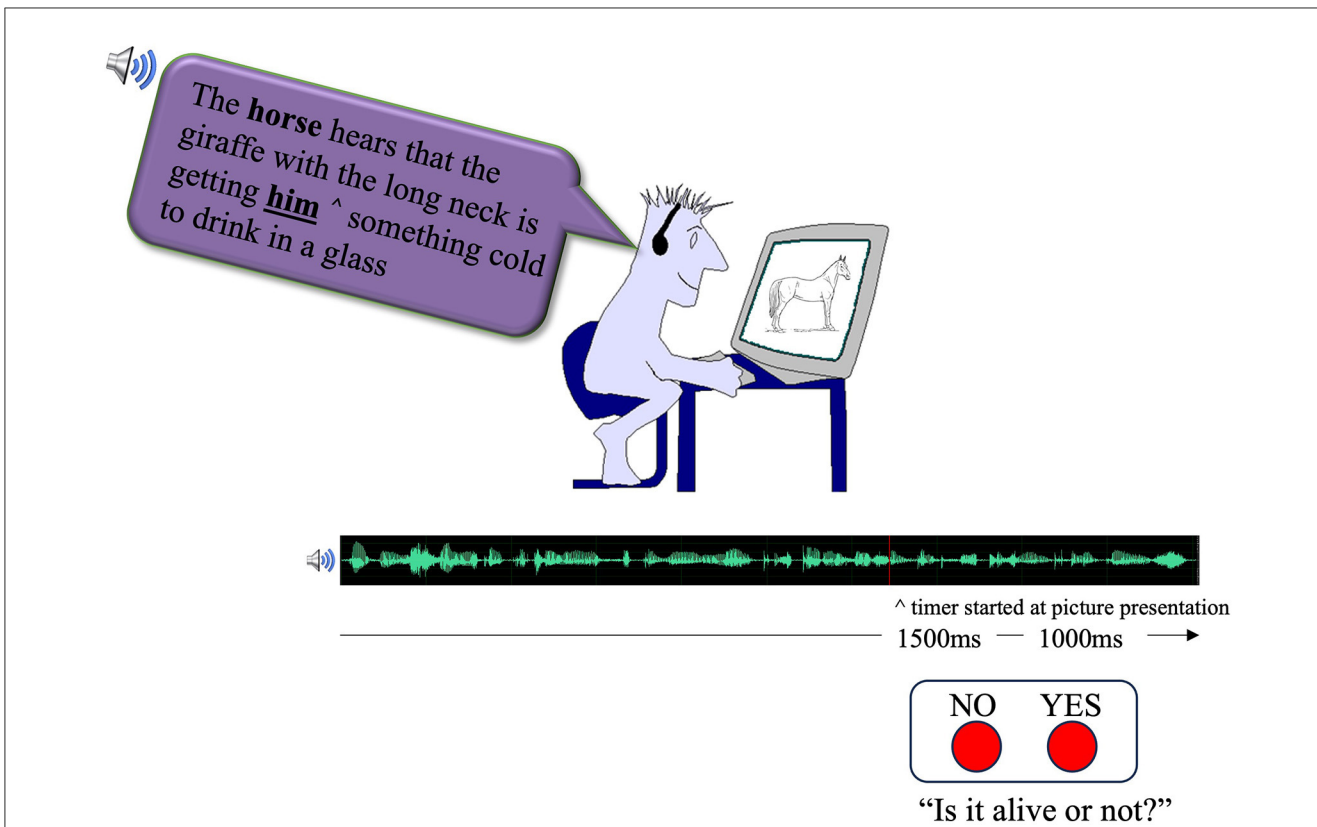 The horse hears that the
giraffe with the long neck is
getting him ^ something cold
to drink in a glass
^ timer started at picture presentation
1500ms — 1000ms
NO YES
“Is it alive or not?”